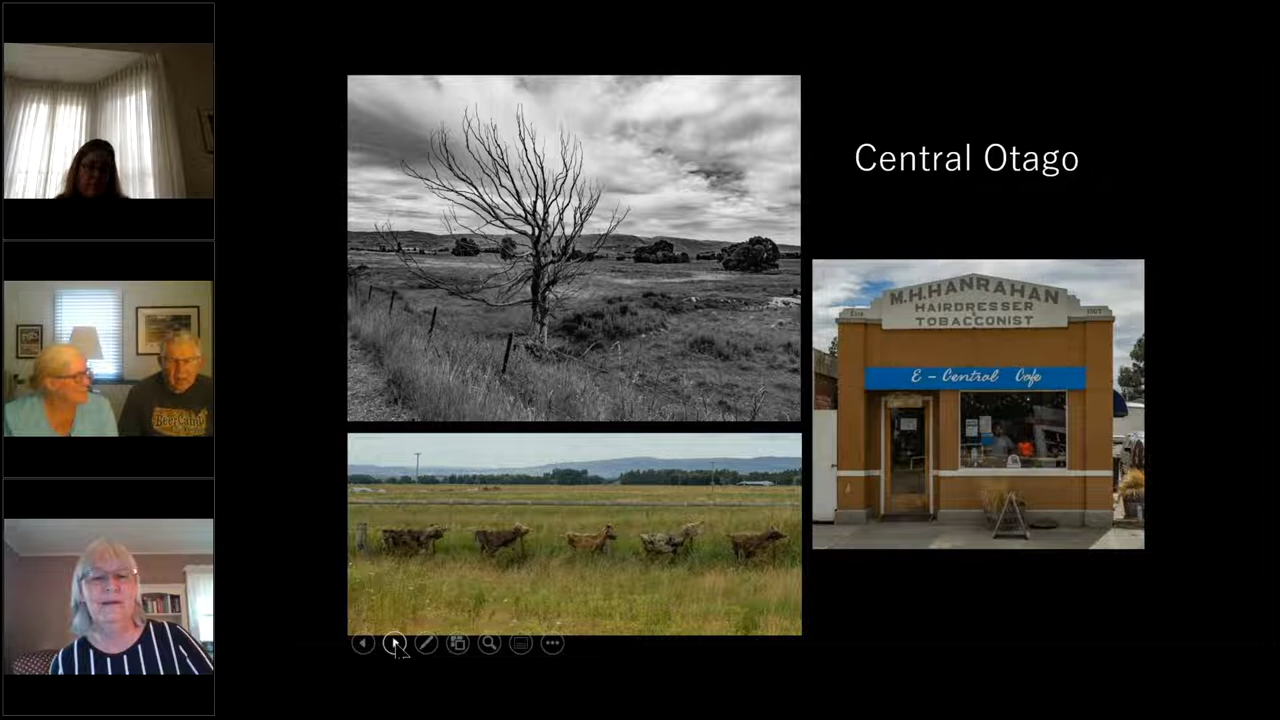 Central Otago
M.H.HANRAHAN
HAIRDRESSER
TOBACCONIST
E - Central Cafe